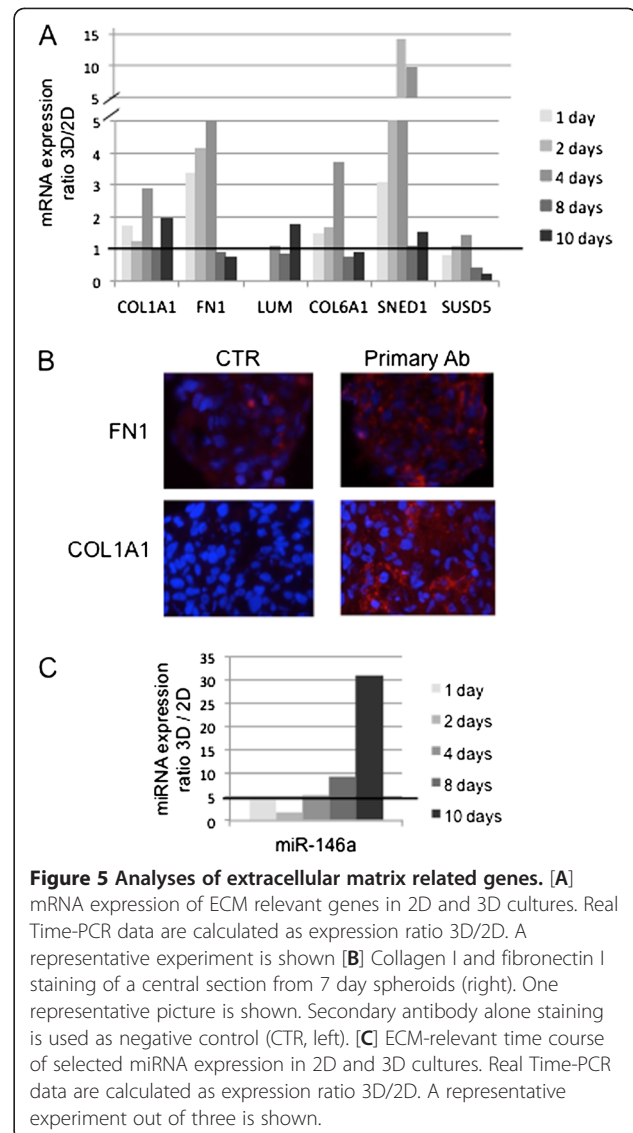 A
mRNA expression
ratio 3D/2D
15
10
5
5
4
3
2
1
0
COL1A1 FN1 LUM COL6A1 SNED1 SUSD5
1 day
2 days
4 days
8 days
10 days
B
CTR Primary Ab
FN1
COL1A1
C
miRNA expression
ratio 3D / 2D
35
30
25
20
15
10
5
0
miR-146a
1 day
2 days
4 days
8 days
10 days
Figure 5 Analyses of extracellular matrix related genes. [A]
mRNA expression of ECM relevant genes in 2D and 3D cultures. Real
Time-PCR data are calculated as expression ratio 3D/2D. A
representative experiment is shown [B] Collagen I and fibronectin I
staining of a central section from 7 day spheroids (right). One
representative picture is shown. Secondary antibody alone staining
is used as negative control (CTR, left). [C] ECM-relevant time course
of selected miRNA expression in 2D and 3D cultures. Real Time-PCR
data are calculated as expression ratio 3D/2D. A representative
experiment out of three is shown.